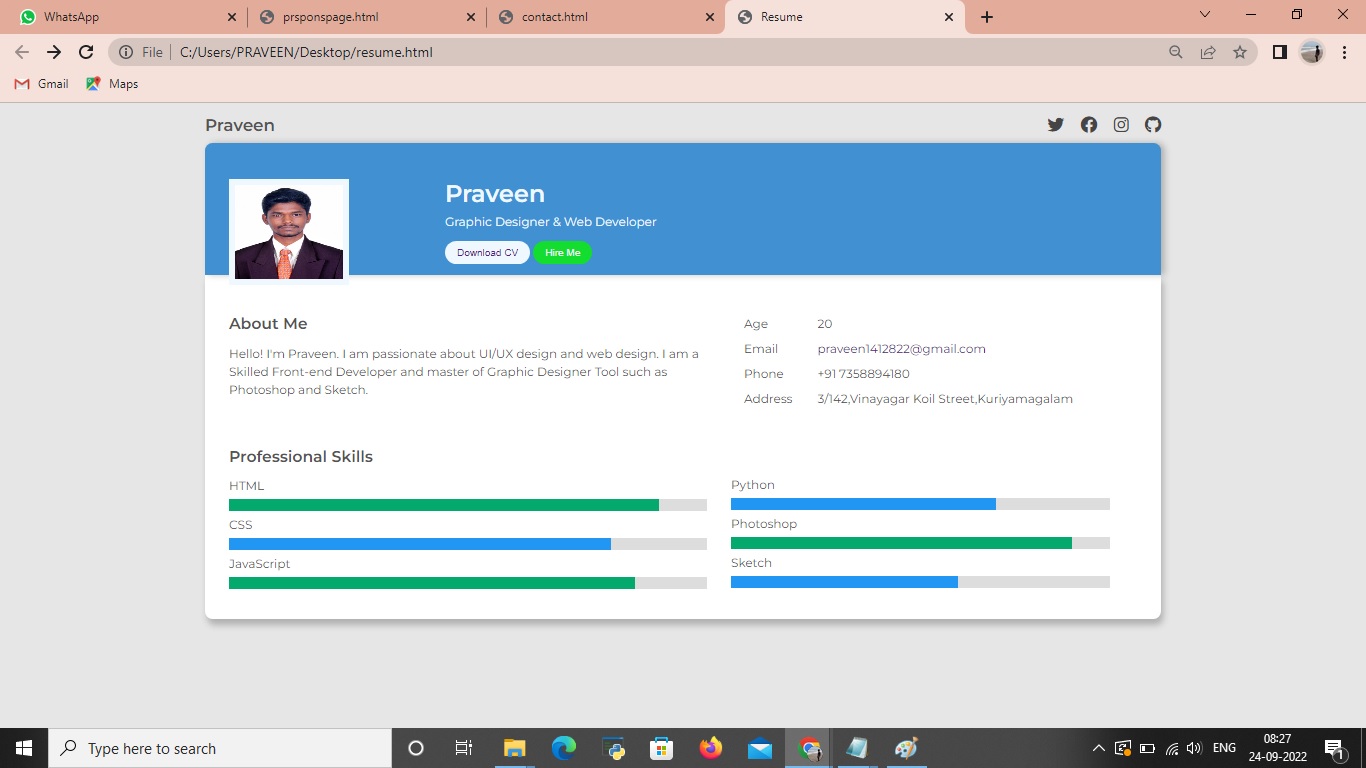 WhatsApp
prsponspage.html
contact.html
Resume
File
C:/Users/PRAVEEN/Desktop/resume.html
Gmail
Maps
Praveen
Praveen
Graphic Designer & Web Developer
Download CV
Hire Me
About Me
Hello! I'm Praveen. I am passionate about UI/UX design and web design. I am a
Skilled Front-end Developer and master of Graphic Designer Tool such as
Photoshop and Sketch.
Age 20
Email praveen1412822@gmail.com
Phone +91 7358894180
Address 3/142,Vinayagar Koil Street,Kuriyamagalam
Professional Skills
HTML
CSS
JavaScript
Python
Photoshop
Sketch
Type here to search
ENG
08:27
24-09-2022
1